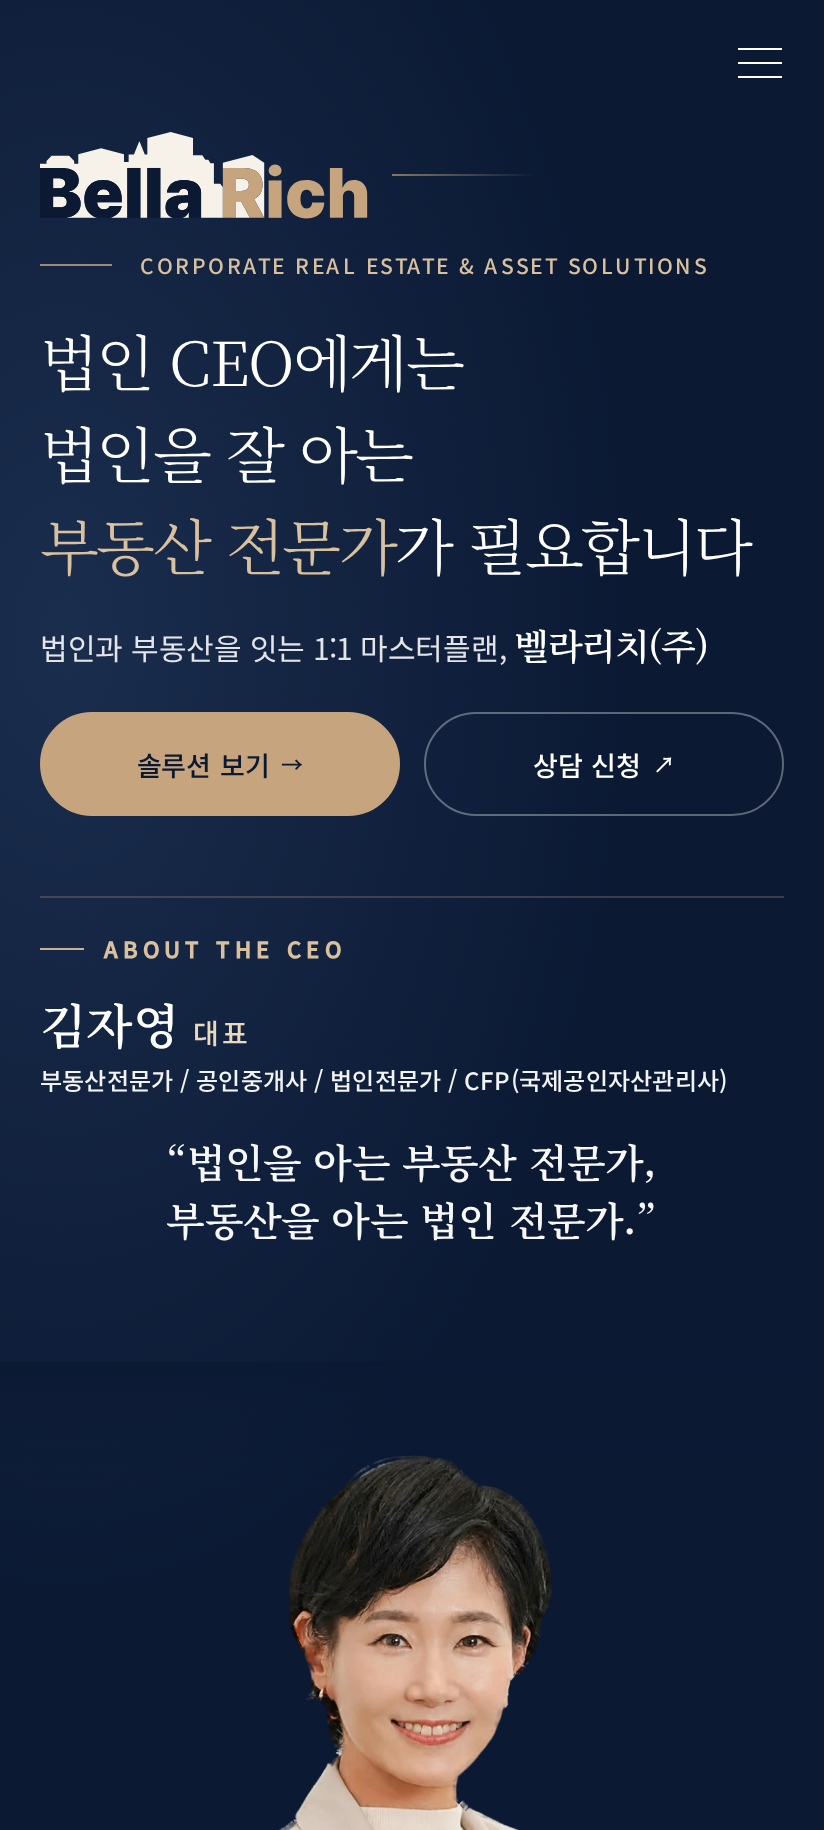 Bella Rich
CORPORATE REAL ESTATE & ASSET SOLUTIONS
법인 CEO에게는
법인을 잘 아는
부동산 전문가가 필요합니다
법인과 부동산을 잇는 1:1 마스터플랜, 벨라리치(주)
솔루션 보기 →
상담 신청 ↗
ABOUT THE CEO
김자영 대표
부동산전문가 / 공인중개사 / 법인전문가 / CFP(국제공인자산관리사)
“법인을 아는 부동산 전문가,
부동산을 아는 법인 전문가.”